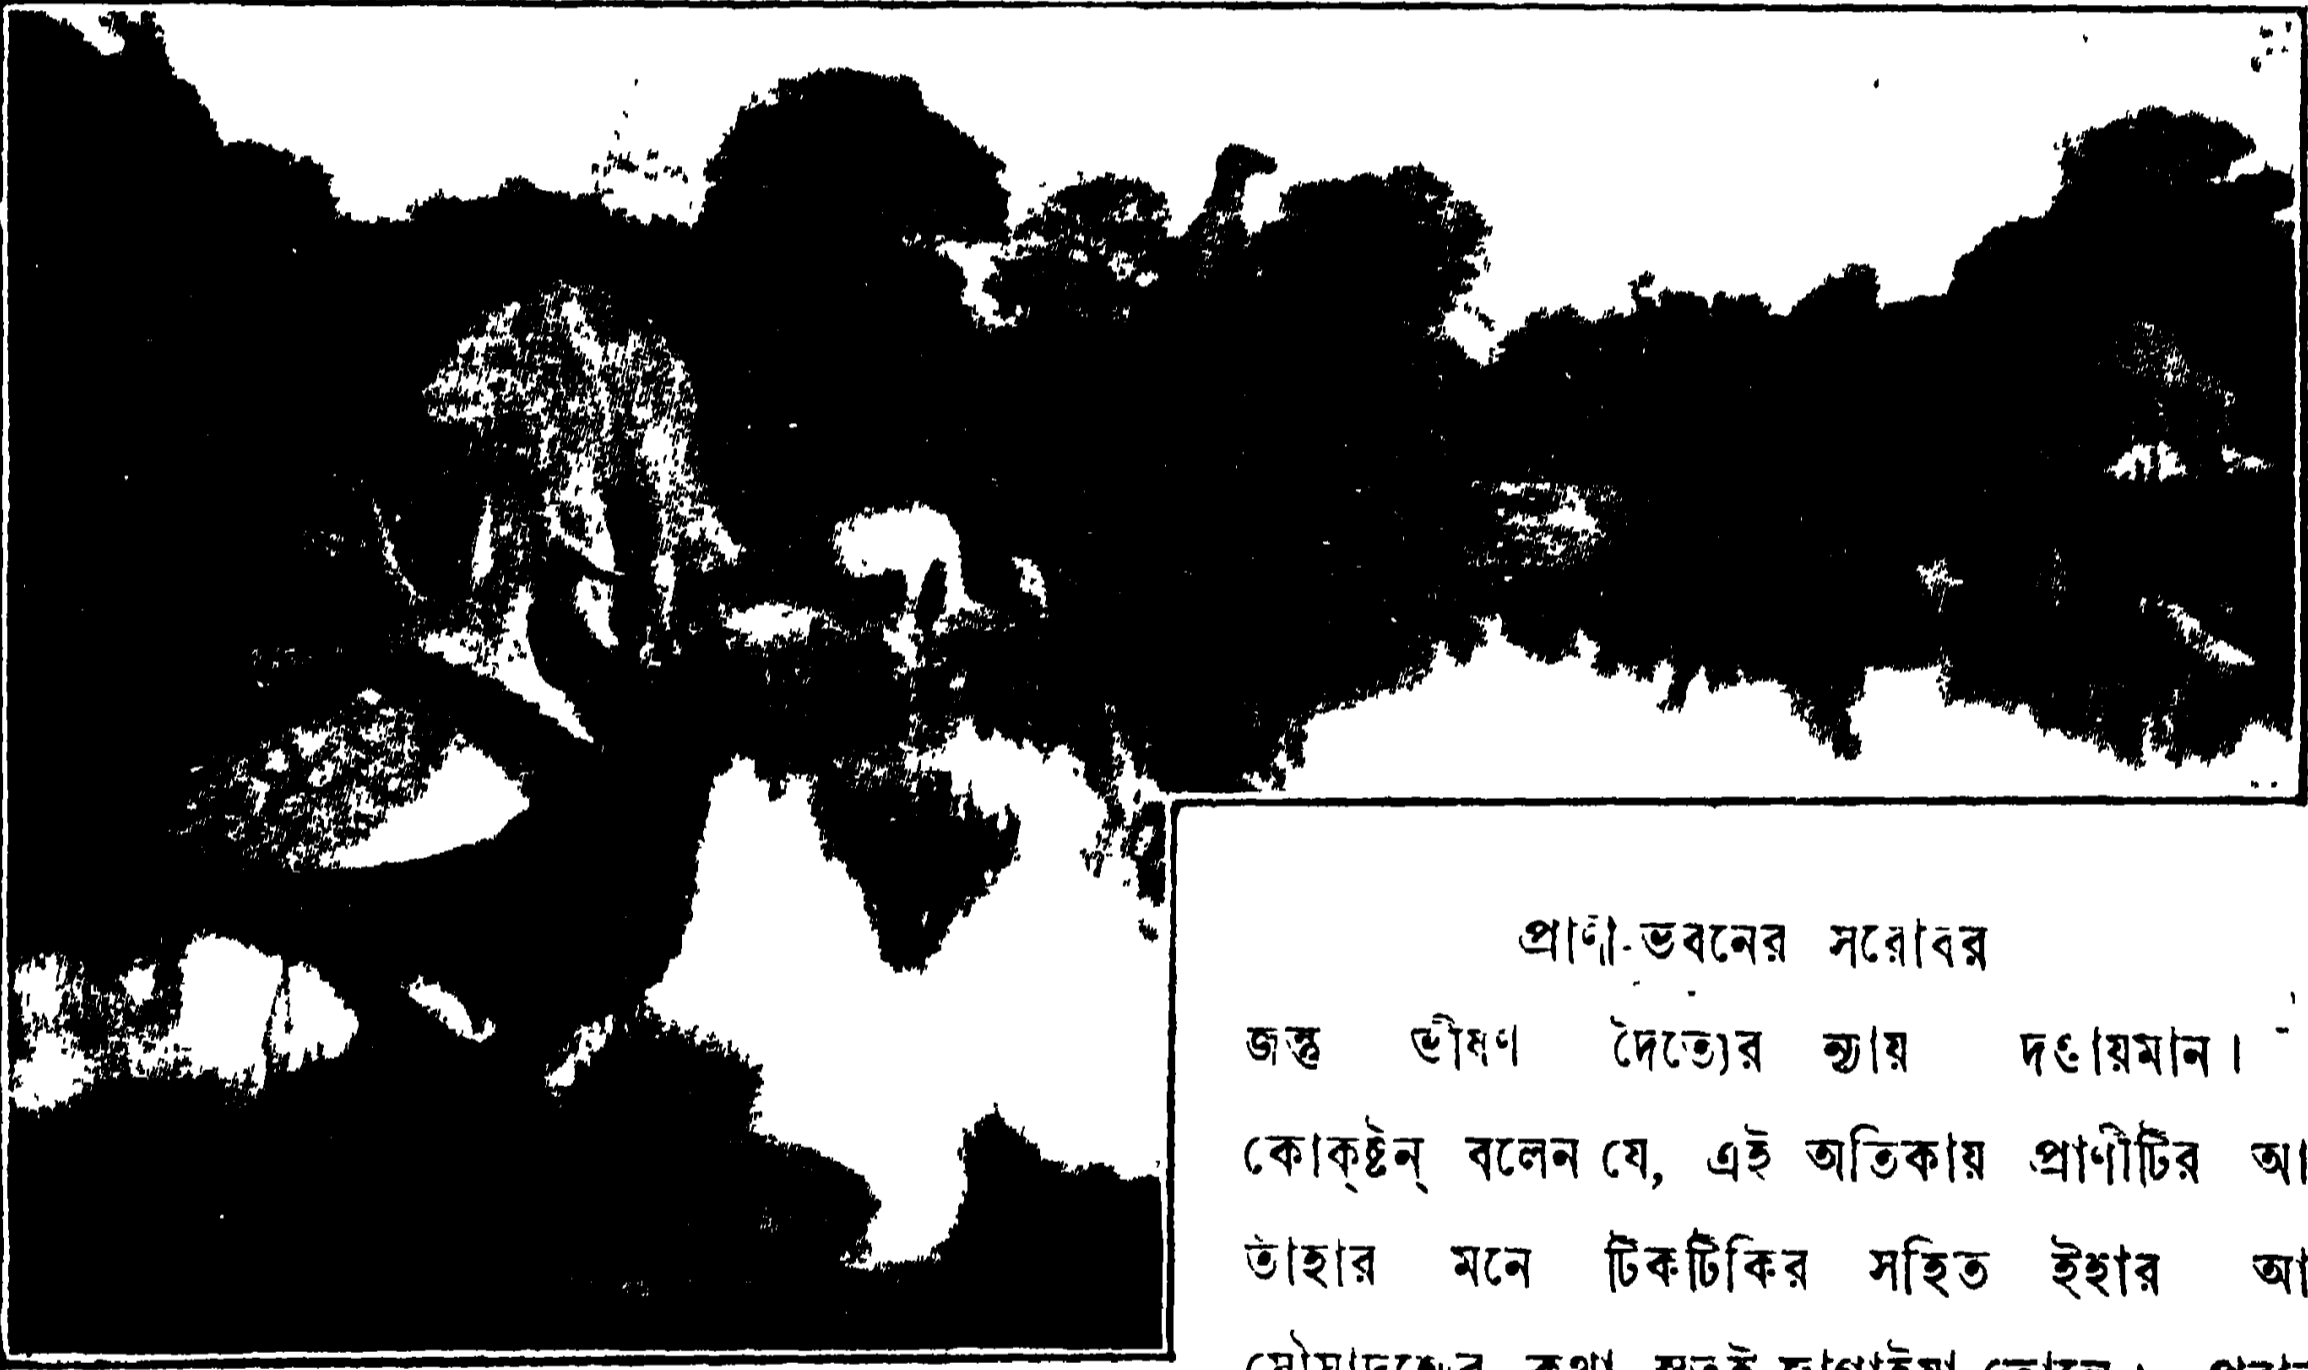 প্রাণী-ভবনের সরোবর
জন্তু ভীষণ দৈত্যের ন্যায় দণ্ডায়মান।
কোক্‌ষ্টন্ বলেন যে, এই অতিকায় প্রাণীটির আ
তাহার মনে টিকটিকির সহিত ইহার আ